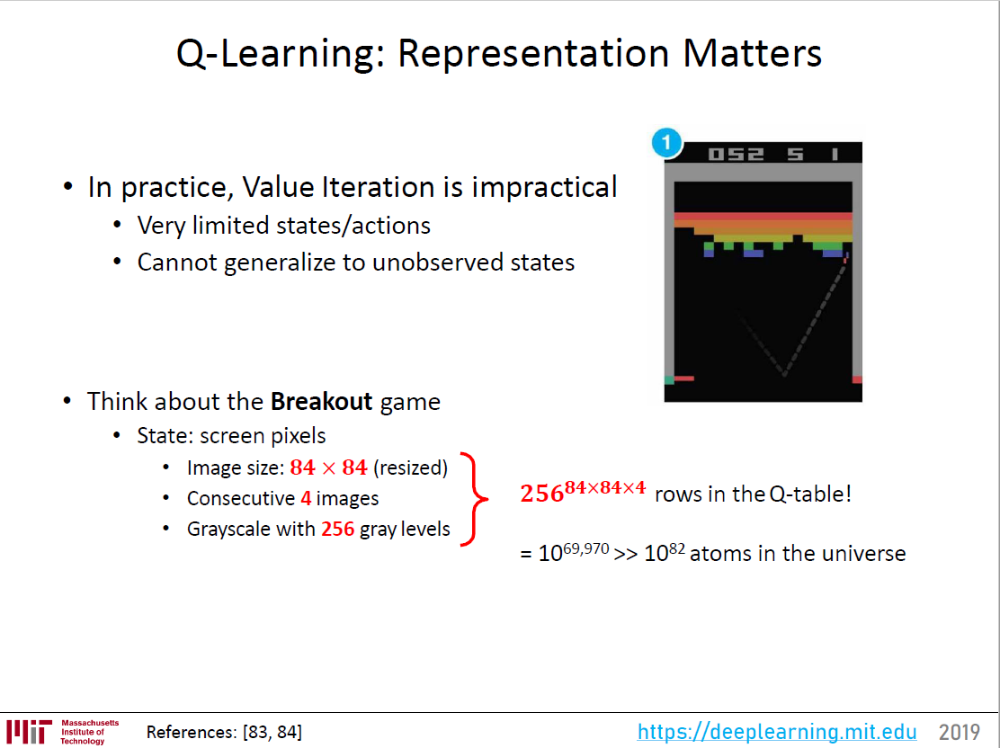 Q-Learning: Representation Matters
• In practice, Value Iteration is impractical
• Very limited states/actions
• Cannot generalize to unobserved states
1
052 5 1
• Think about the Breakout game
• State: screen pixels
• Image size: 84 × 84 (resized)
• Consecutive 4 images
• Grayscale with 256 gray levels
256^84×84×4 rows in the Q-table!
= 10^69,970 >> 10^82 atoms in the universe
MIT Massachusetts
Institute of
Technology
References: [83, 84]
https://deeplearning.mit.edu 2019